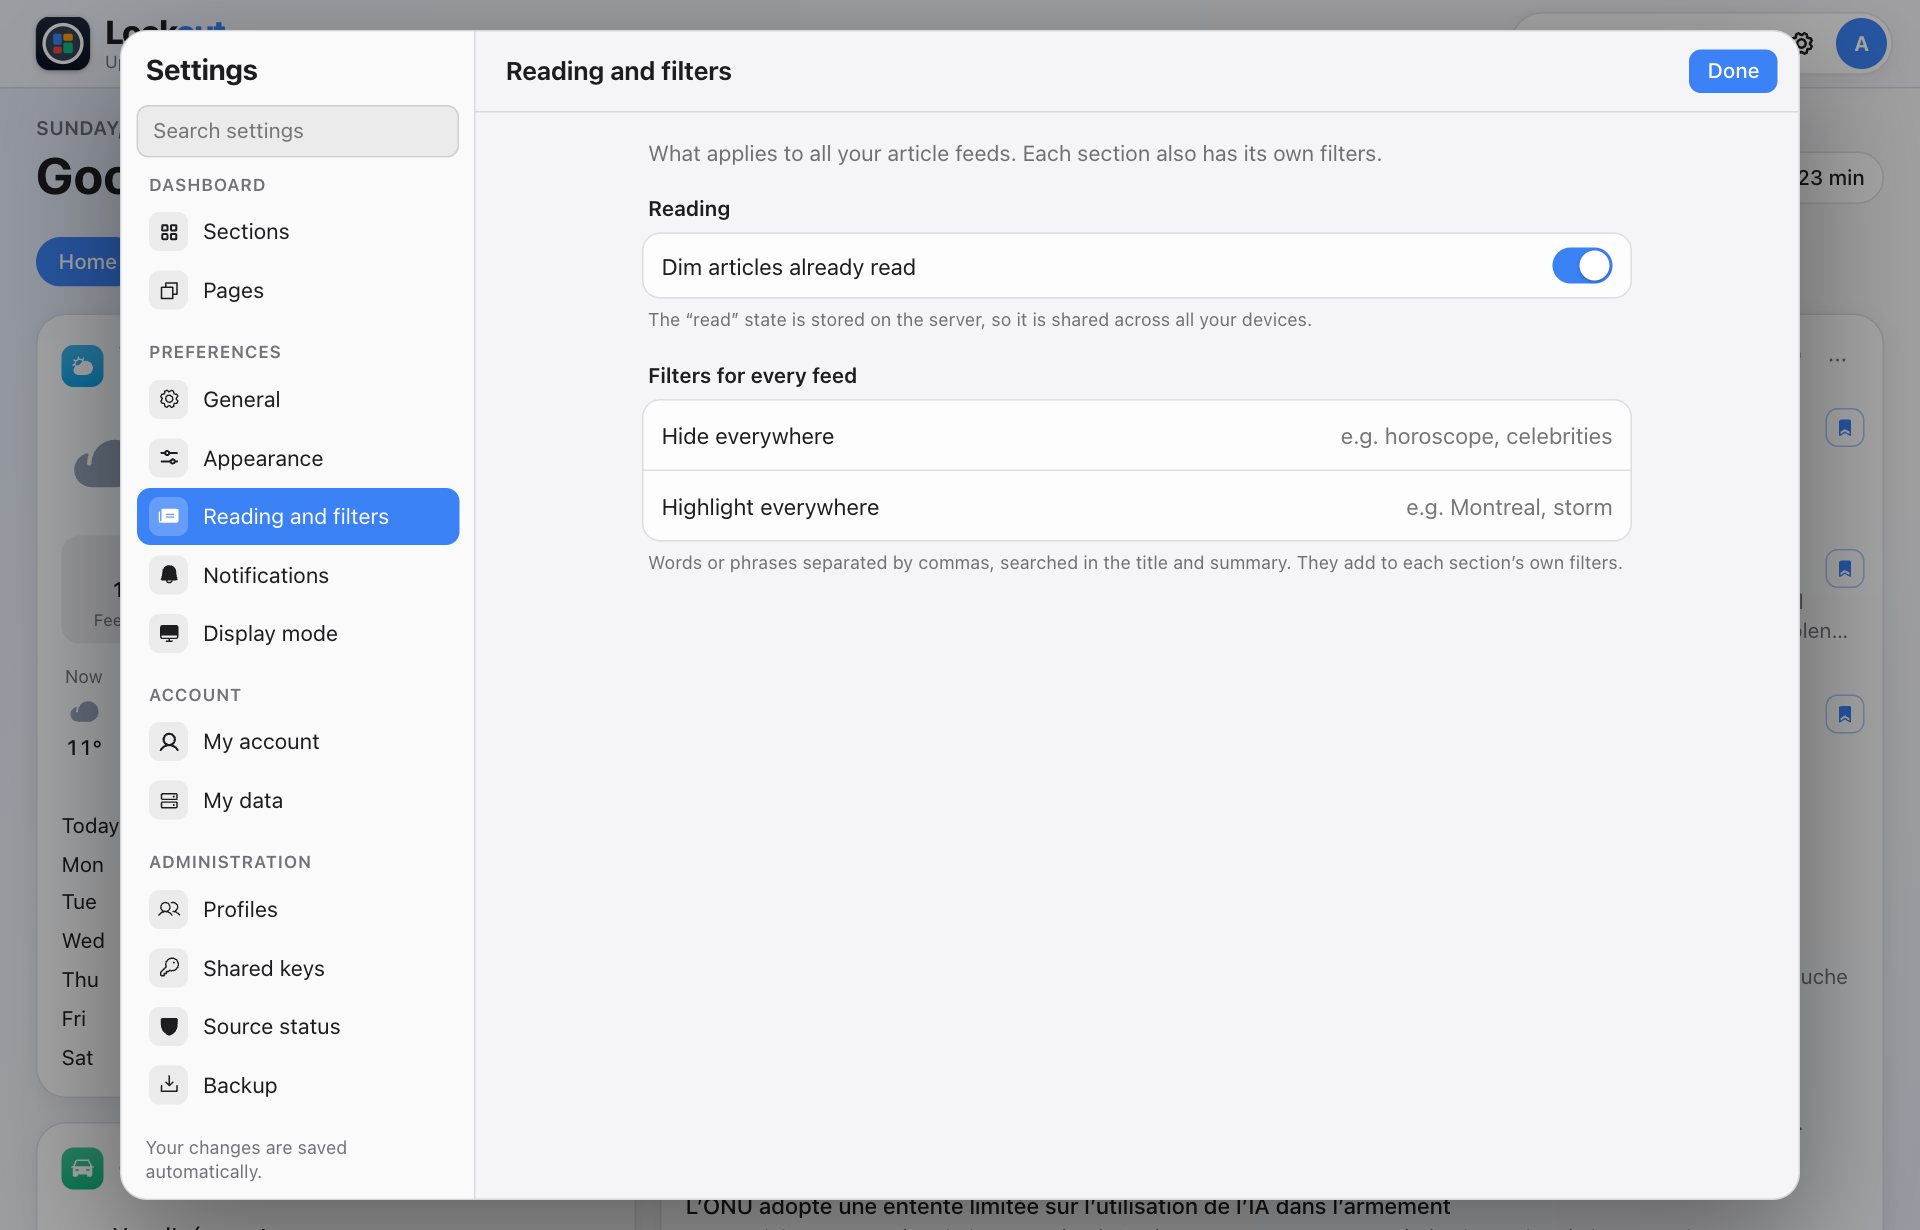 Settings
Search settings
DASHBOARD
Sections
Pages
PREFERENCES
General
Appearance
Reading and filters
Notifications
Display mode
ACCOUNT
My account
My data
ADMINISTRATION
Profiles
Shared keys
Source status
Backup
Your changes are saved
automatically.
Reading and filters
Done
What applies to all your article feeds. Each section also has its own filters.
Reading
Dim articles already read
The “read” state is stored on the server, so it is shared across all your devices.
Filters for every feed
Hide everywhere
e.g. horoscope, celebrities
Highlight everywhere
e.g. Montreal, storm
Words or phrases separated by commas, searched in the title and summary. They add to each section’s own filters.
A
SUNDAY,
23 min
Home
Now
11°
Today
Mon
Tue
Wed
Thu
Fri
Sat
L’ONU adopte une entente limitée sur l’utilisation de l’IA dans l’armement